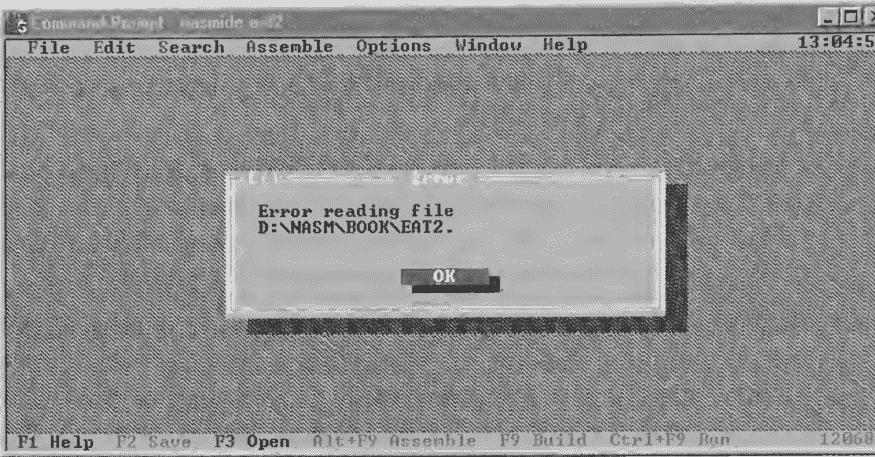 Command Prompt - nasmide eat2
File Edit Search Assemble Options Window Help 13:04:5
Error
Error reading file
D:\NASM\BOOK\EAT2.
OK
F1 Help F2 Save F3 Open Alt+F9 Assemble F9 Build Ctrl+F9 Run 12068